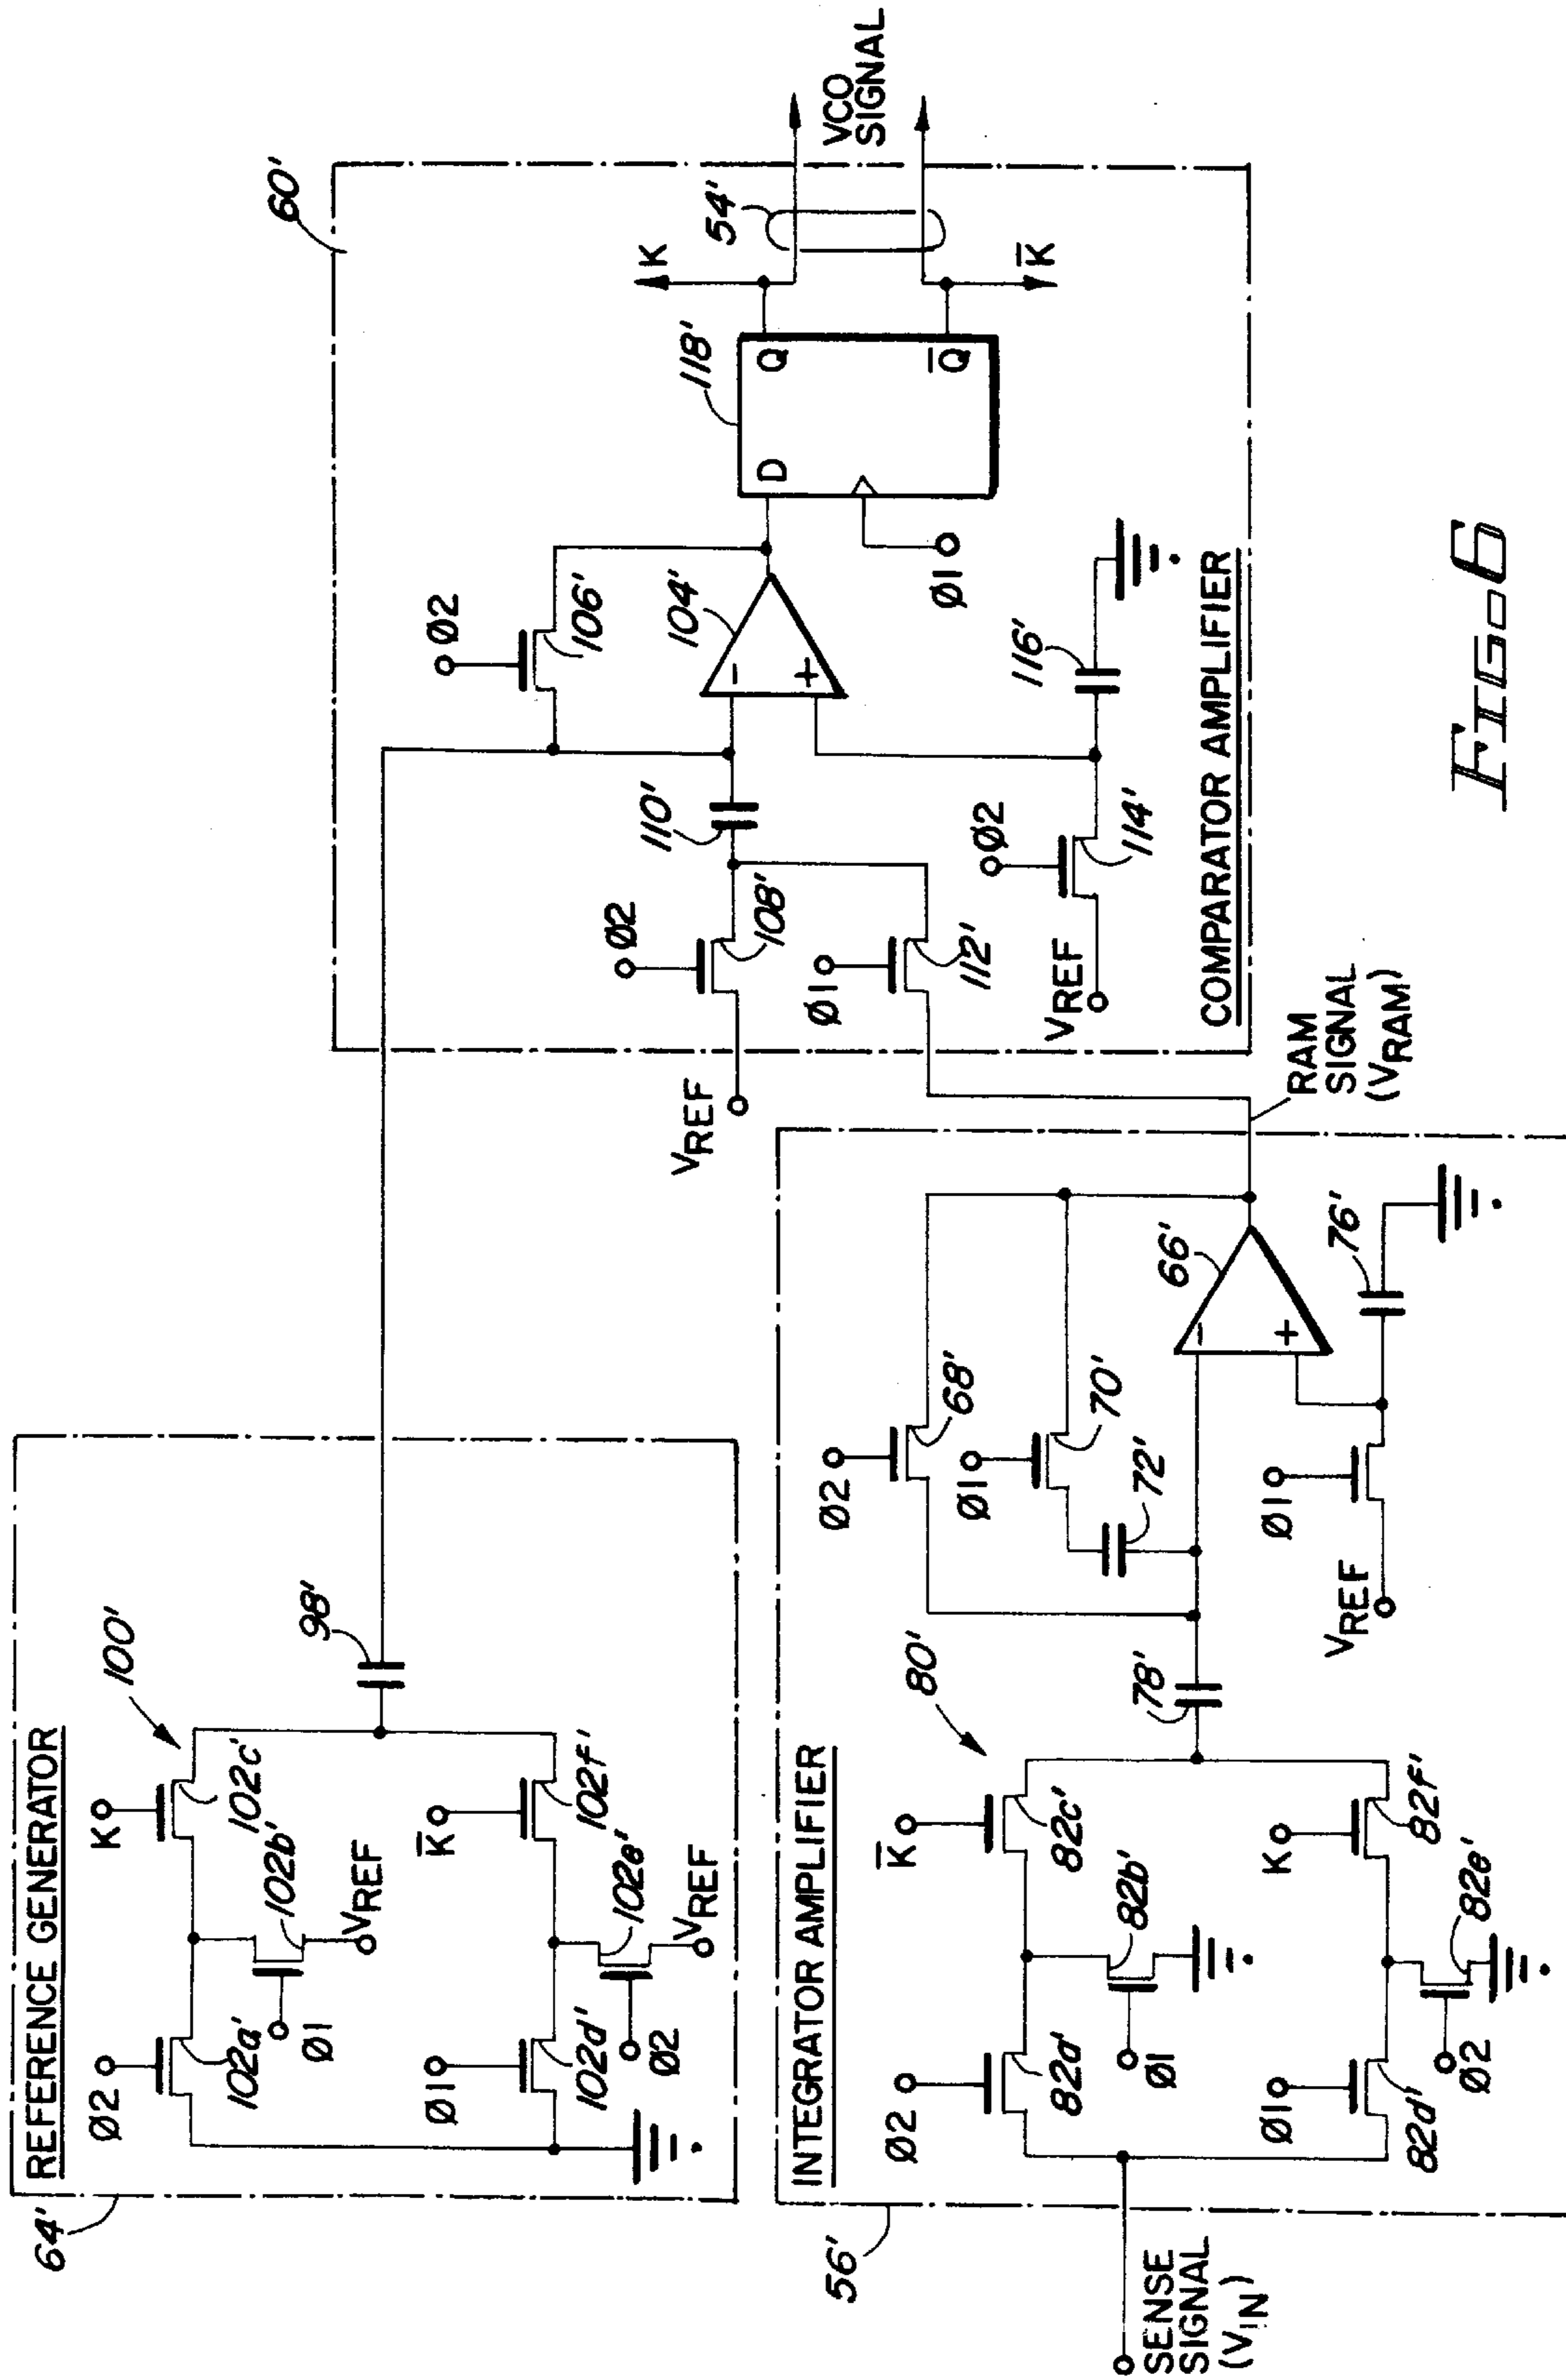 64'
REFERENCE GENERATOR
Ø2
102a'
Ø1
102b'
VREF
K
102c'
100'
Ø1
102d'
Ø2
102e'
VREF
K̅
102f'
98'
56'
INTEGRATOR AMPLIFIER
SENSE
SIGNAL
(VIN)
Ø2
82a'
Ø1
82b'
K̅
82c'
80'
Ø1
82d'
Ø2
82e'
K
82f'
78'
Ø2
68'
Ø1
70'
72'
66'
-
+
VREF
Ø1
76'
RAM
SIGNAL
(VRAM)
60'
VREF
Ø2
108'
110'
Ø1
112'
Ø2
106'
104'
-
+
VREF
Ø2
114'
116'
118'
D
Q
Q̅
Ø1
K
K̅
54'
VCO
SIGNAL
COMPARATOR AMPLIFIER
FIG-6